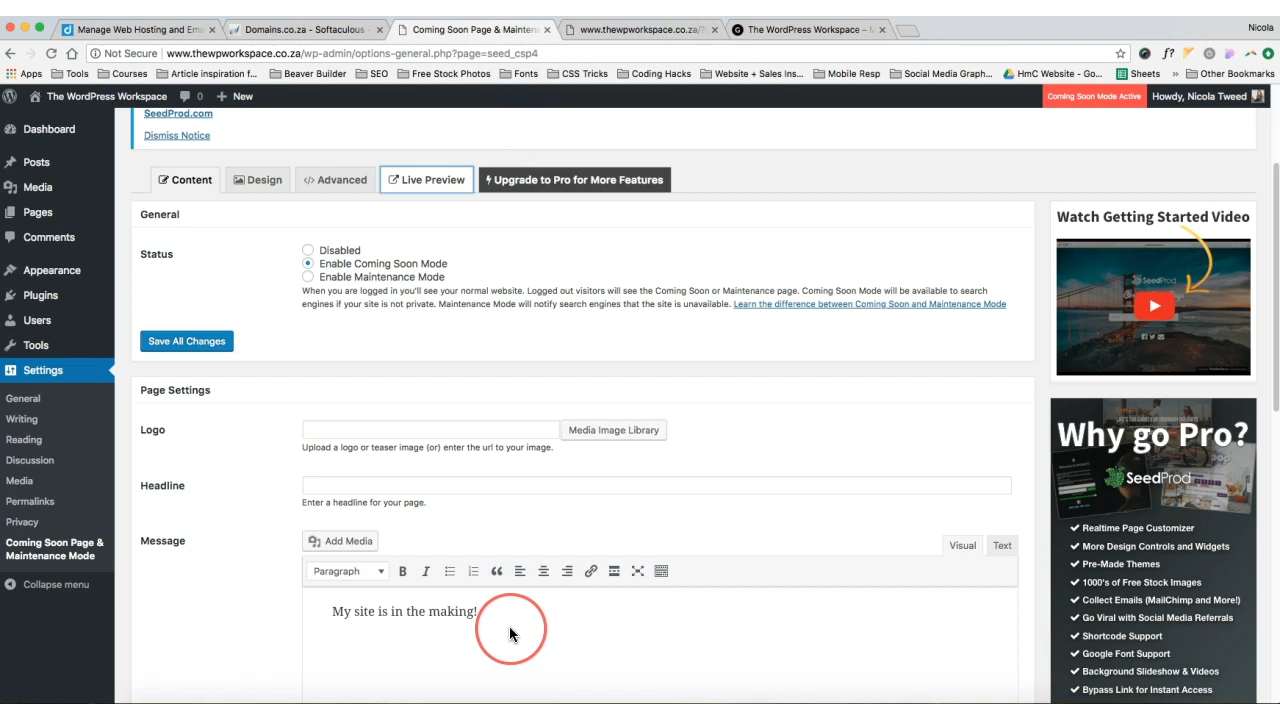 Manage Web Hosting and Ema
Domains.co.za - Softaculous -
Coming Soon Page & Mainten
www.thewpworkspace.co.za/?
The WordPress Workspace –
Nicola
Not Secure | www.thewpworkspace.co.za/wp-admin/options-general.php?page=seed_csp4
f?
Apps Tools Courses Article inspiration f... Beaver Builder SEO Free Stock Photos Fonts CSS Tricks Coding Hacks Website + Sales Ins... Mobile Resp Social Media Graph... HmC Website - Go... Sheets » Other Bookmarks
The WordPress Workspace 0 + New Coming Soon Mode Active Howdy, Nicola Tweed
Dashboard
Posts
Media
Pages
Comments
Appearance
Plugins
Users
Tools
Settings
General
Writing
Reading
Discussion
Media
Permalinks
Privacy
Coming Soon Page &
Maintenance Mode
Collapse menu
SeedProd.com
Dismiss Notice
Content Design </> Advanced Live Preview Upgrade to Pro for More Features
General
Status
Disabled
Enable Coming Soon Mode
Enable Maintenance Mode
When you are logged in you'll see your normal website. Logged out visitors will see the Coming Soon or Maintenance page. Coming Soon Mode will be available to search
engines if your site is not private. Maintenance Mode will notify search engines that the site is unavailable. Learn the difference between Coming Soon and Maintenance Mode
Save All Changes
Page Settings
Logo
Media Image Library
Upload a logo or teaser image (or) enter the url to your image.
Headline
Enter a headline for your page.
Message
Add Media
Visual Text
Paragraph B I
My site is in the making!
Watch Getting Started Video
SeedProd
Why go Pro?
SeedProd
Realtime Page Customizer
More Design Controls and Widgets
Pre-Made Themes
1000's of Free Stock Images
Collect Emails (MailChimp and More!)
Go Viral with Social Media Referrals
Shortcode Support
Google Font Support
Background Slideshow & Videos
Bypass Link for Instant Access